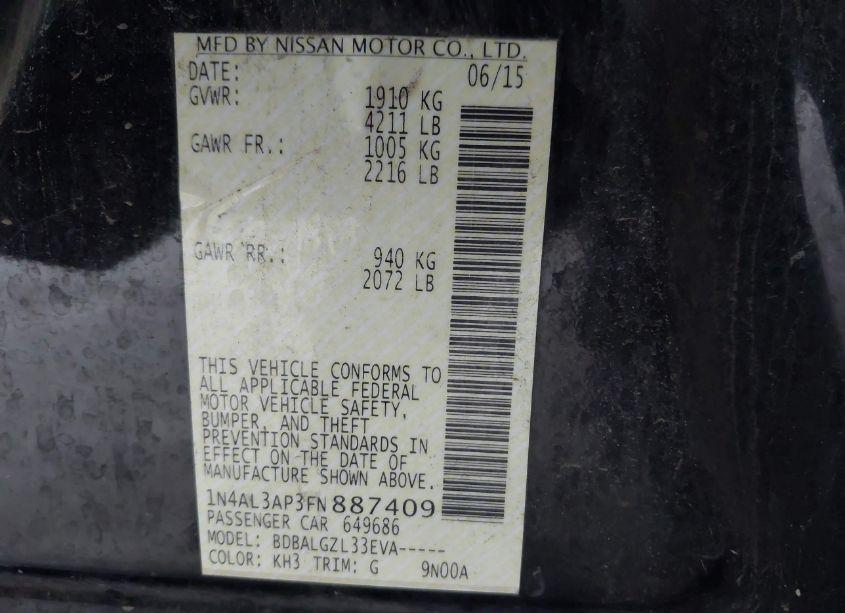 MFD BY NISSAN MOTOR CO., LTD.
DATE: 06/15
GVWR: 1910 KG
4211 LB
GAWR FR.: 1005 KG
2216 LB
GAWR RR.: 940 KG
2072 LB
THIS VEHICLE CONFORMS TO
ALL APPLICABLE FEDERAL
MOTOR VEHICLE SAFETY,
BUMPER, AND THEFT
PREVENTION STANDARDS IN
EFFECT ON THE DATE OF
MANUFACTURE SHOWN ABOVE.
1N4AL3AP3FN887409
PASSENGER CAR 649686
MODEL: BDBALGZL33EVA-----
COLOR: KH3 TRIM: G 9N00A